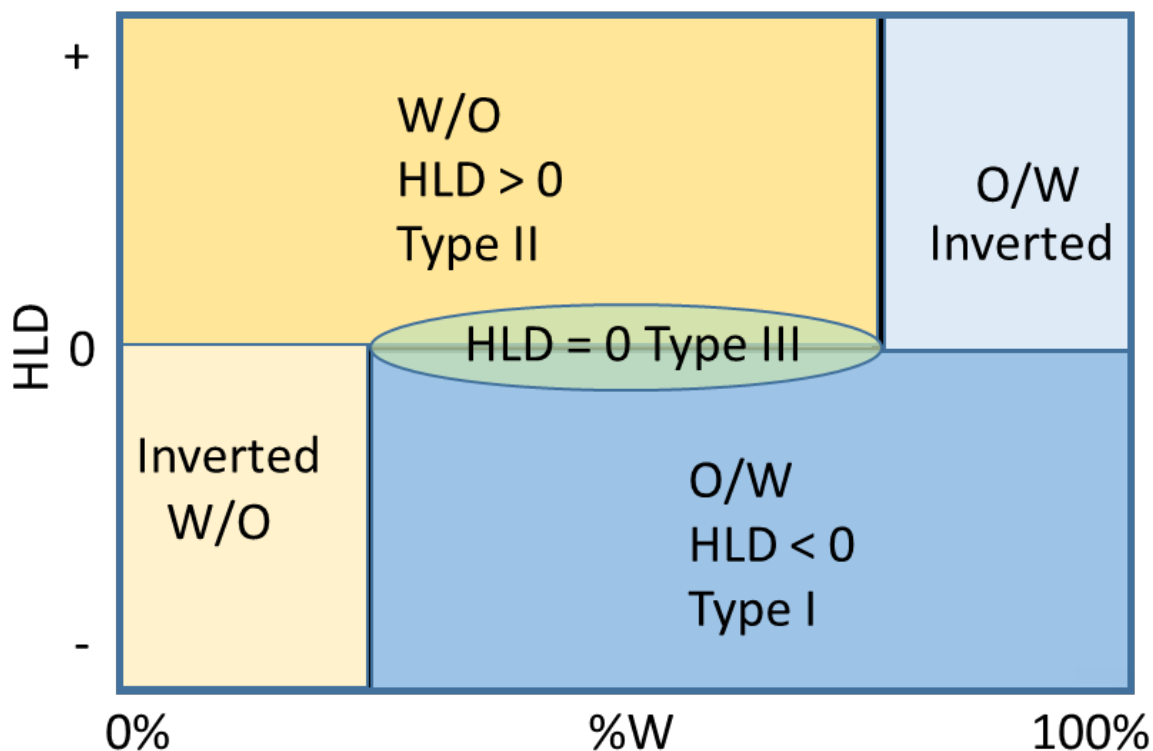 +
W/O
HLD > 0
Type II
O/W
Inverted
HLD
0
HLD = 0 Type III
Inverted
W/O
O/W
HLD < 0
Type I
-
0%
%W
100%